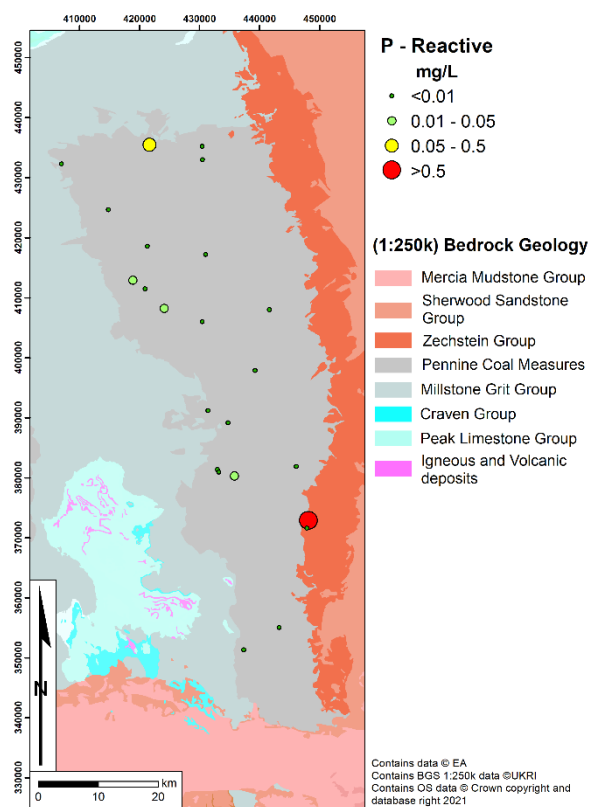 410000 420000 430000 440000 450000
450000
440000
430000
420000
410000
400000
390000
380000
370000
360000
350000
340000
330000
N
0 10 20
km
P - Reactive
mg/L
<0.01
0.01 - 0.05
0.05 - 0.5
>0.5
(1:250k) Bedrock Geology
Mercia Mudstone Group
Sherwood Sandstone
Group
Zechstein Group
Pennine Coal Measures
Millstone Grit Group
Craven Group
Peak Limestone Group
Igneous and Volcanic
deposits
Contains data © EA
Contains BGS 1:250k data ©UKRI
Contains OS data © Crown copyright and
database right 2021